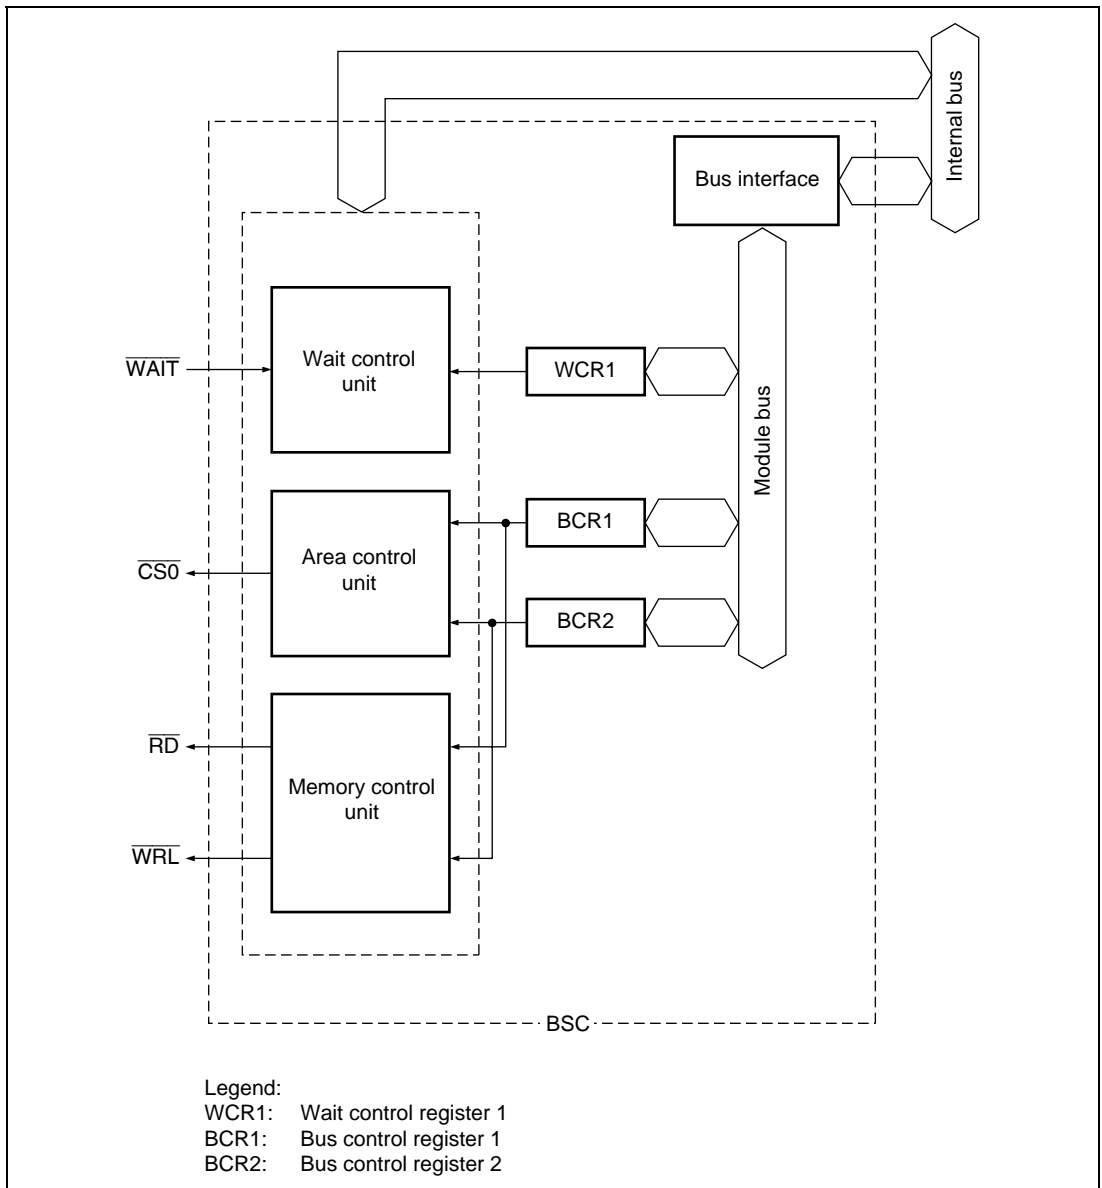 Internal bus
Bus interface
Wait control
unit
WAIT
WCR1
Module bus
Area control
unit
BCR1
CS0
BCR2
RD
Memory control
unit
WRL
BSC
Legend:
WCR1: Wait control register 1
BCR1: Bus control register 1
BCR2: Bus control register 2